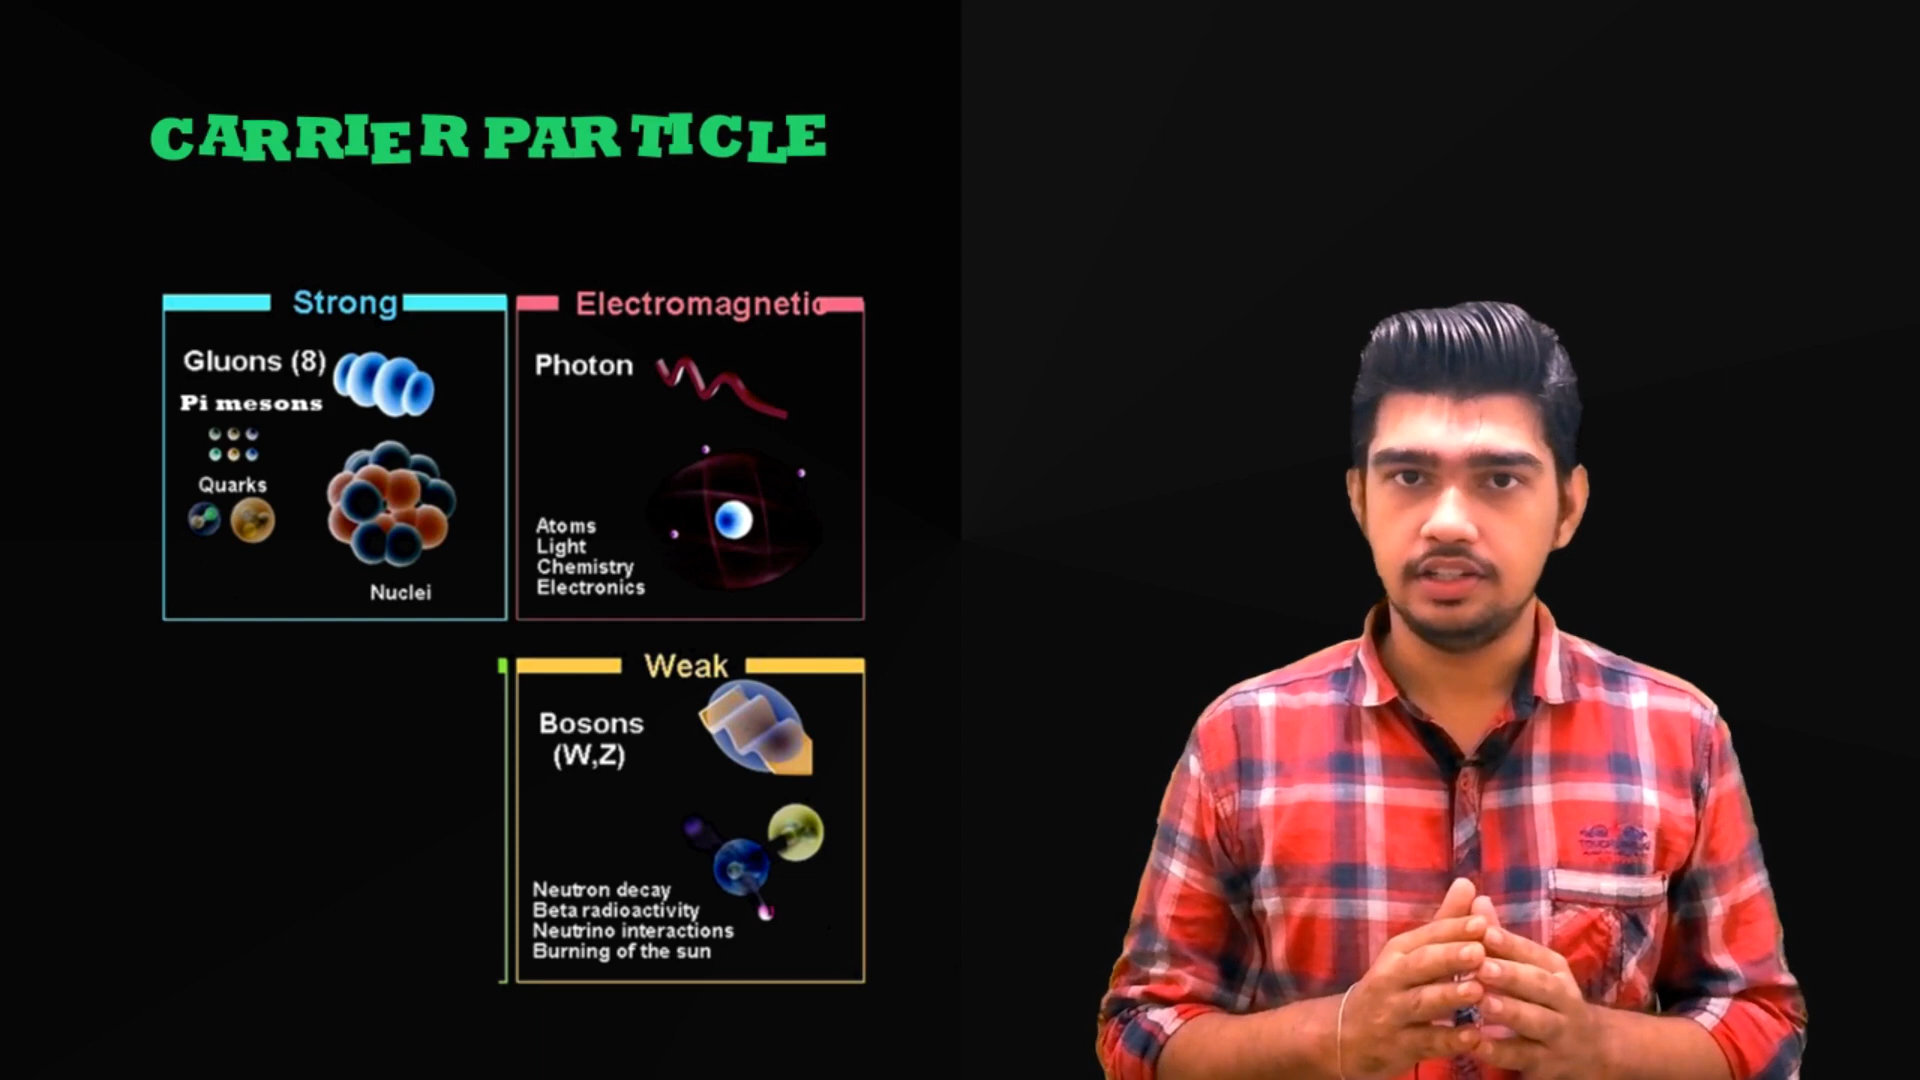 CARRIER PARTICLE
Strong
Gluons (8)
Pi mesons
Quarks
Nuclei
Electromagnetic
Photon
Atoms
Light
Chemistry
Electronics
Weak
Bosons
(W,Z)
Neutron decay
Beta radioactivity
Neutrino interactions
Burning of the sun